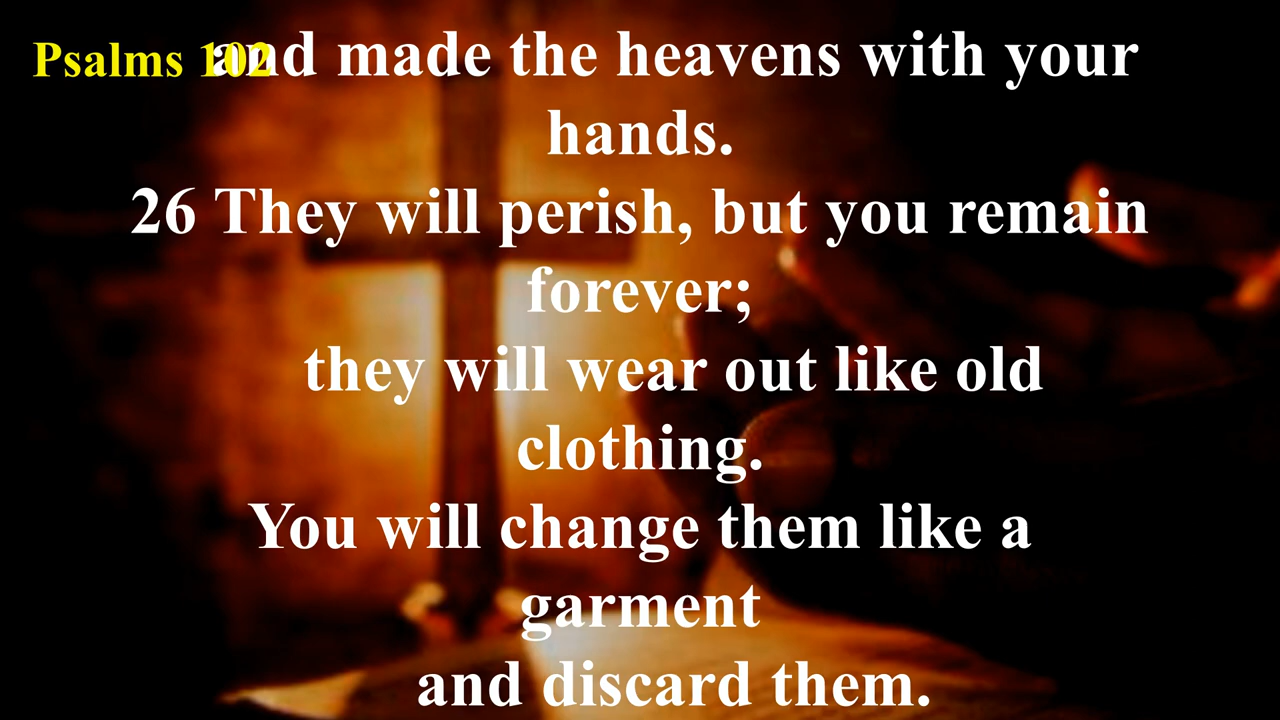 Psalms 102
and made the heavens with your
hands.
26 They will perish, but you remain
forever;
they will wear out like old
clothing.
You will change them like a
garment
and discard them.